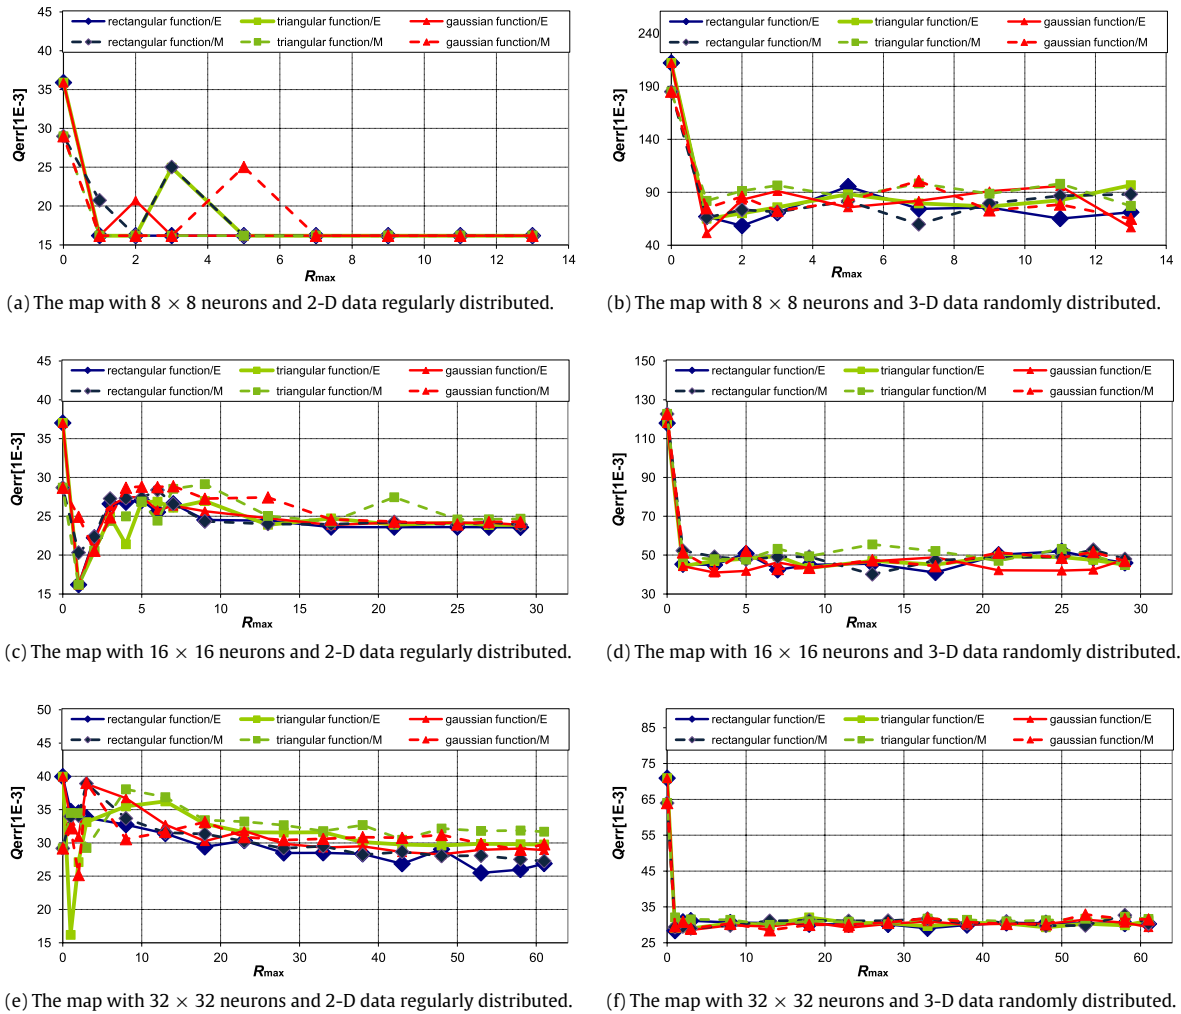 rectangular function/E triangular function/E gaussian function/E
rectangular function/M triangular function/M gaussian function/M
45
40
35
30
25
20
15
Qerr[1E-3]
0 2 4 6 8 10 12 14
Rmax
(a) The map with 8 × 8 neurons and 2-D data regularly distributed.
rectangular function/E triangular function/E gaussian function/E
rectangular function/M triangular function/M gaussian function/M
240
190
140
90
40
Qerr[1E-3]
0 2 4 6 8 10 12 14
Rmax
(b) The map with 8 × 8 neurons and 3-D data randomly distributed.
rectangular function/E triangular function/E gaussian function/E
rectangular function/M triangular function/M gaussian function/M
45
40
35
30
25
20
15
Qerr[1E-3]
0 5 10 15 20 25 30
Rmax
(c) The map with 16 × 16 neurons and 2-D data regularly distributed.
rectangular function/E triangular function/E gaussian function/E
rectangular function/M triangular function/M gaussian function/M
150
130
110
90
70
50
30
Qerr[1E-3]
0 5 10 15 20 25 30
Rmax
(d) The map with 16 × 16 neurons and 3-D data randomly distributed.
rectangular function/E triangular function/E gaussian function/E
rectangular function/M triangular function/M gaussian function/M
50
45
40
35
30
25
20
15
Qerr[1E-3]
0 10 20 30 40 50 60
Rmax
(e) The map with 32 × 32 neurons and 2-D data regularly distributed.
rectangular function/E triangular function/E gaussian function/E
rectangular function/M triangular function/M gaussian function/M
85
75
65
55
45
35
25
Qerr[1E-3]
0 10 20 30 40 50 60
Rmax
(f) The map with 32 × 32 neurons and 3-D data randomly distributed.